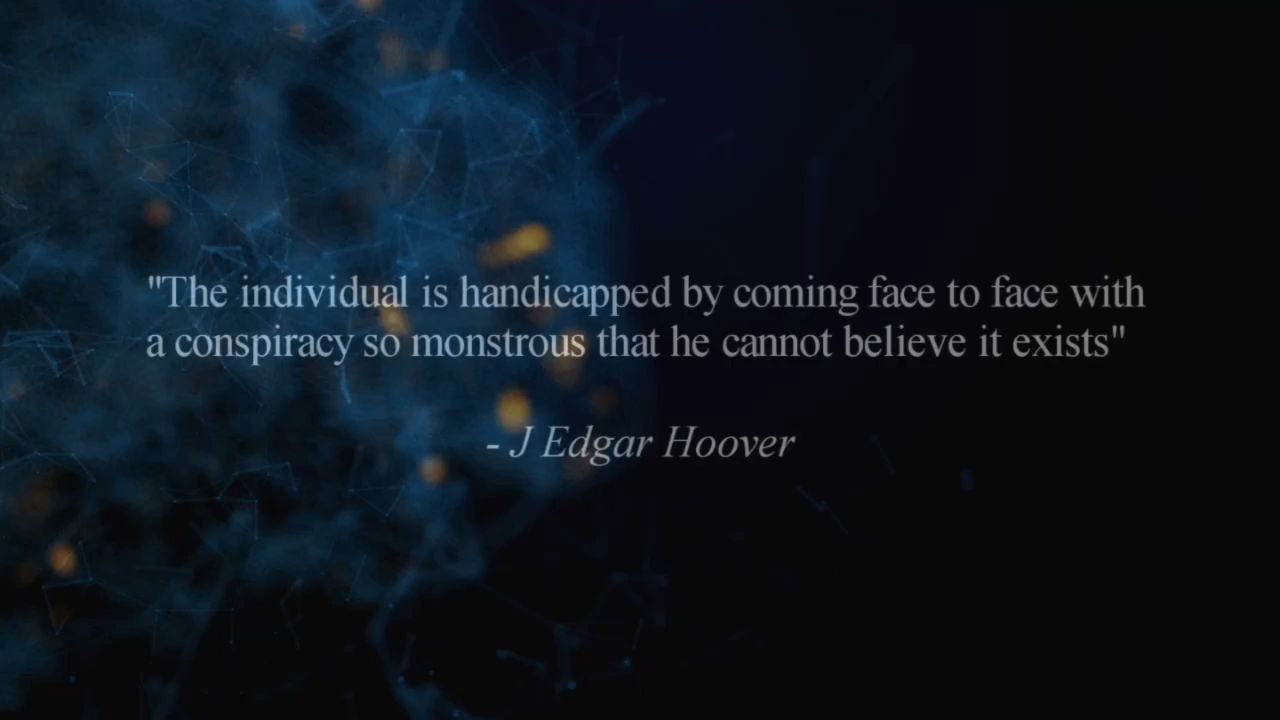 "The individual is handicapped by coming face to face with
a conspiracy so monstrous that he cannot believe it exists"
- J Edgar Hoover